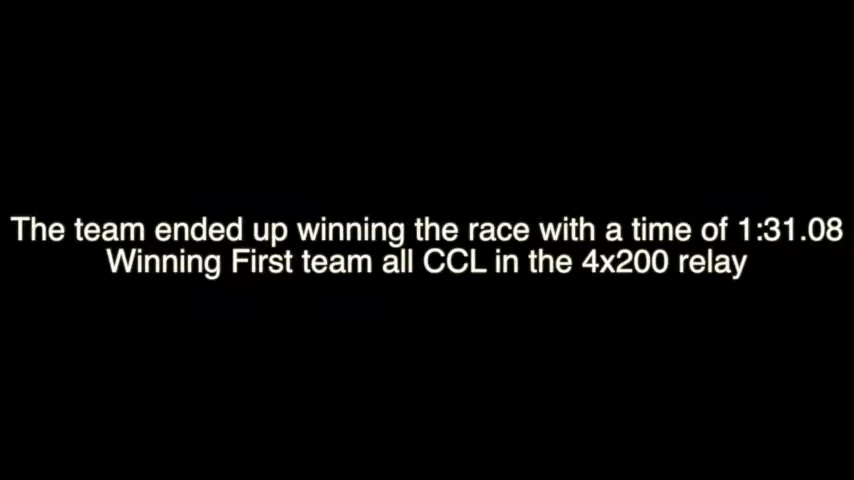 The team ended up winning the race with a time of 1:31.08
Winning First team all CCL in the 4x200 relay